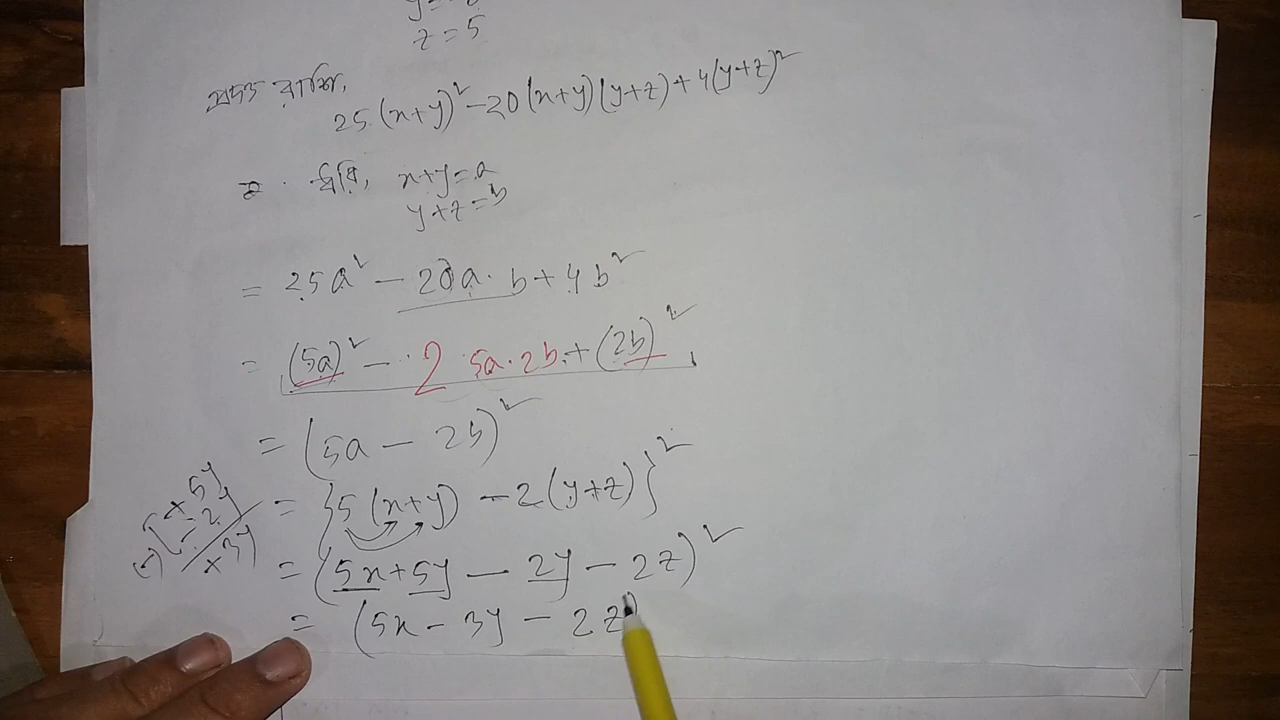 z = 5
প্রদত্ত রাশি,
25(x+y)² - 20(x+y)(y+z) + 4(y+z)²
ধরি, x+y = a
y+z = b
= 25a² - 20a·b + 4b²
= (5a)² - 2 5a·2b + (2b)²
= (5a - 2b)²
= {5(x+y) - 2(y+z)}²
+5y
-2y
+3y
= (5x+5y - 2y - 2z)²
= (5x - 3y - 2z)